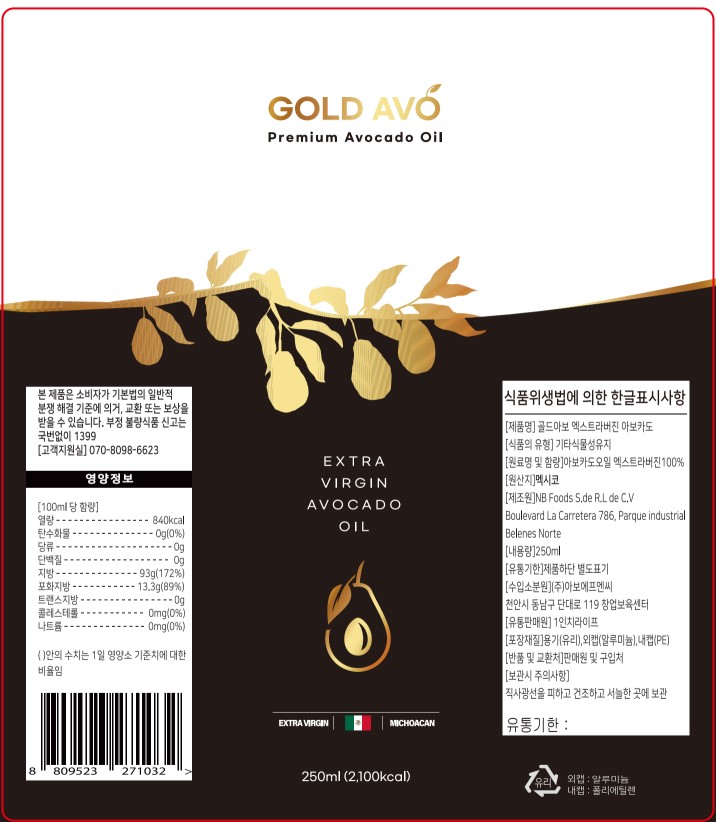 GOLD AVO
Premium Avocado Oil
본 제품은 소비자가 기본법의 일반적
분쟁 해결 기준에 의거, 교환 또는 보상을
받을 수 있습니다. 부정 불량식품 신고는
국번없이 1399
[고객지원실] 070-8098-6623
영양정보
[100ml 당 함량]
열량 840kcal
탄수화물 0g(0%)
당류 0g
단백질 0g
지방 93g(172%)
포화지방 13.3g(89%)
트랜스지방 0g
콜레스테롤 0mg(0%)
나트륨 0mg(0%)
( )안의 수치는 1일 영양소 기준치에 대한
비율임
8 809523 271032 >
EXTRA
VIRGIN
AVOCADO
OIL
EXTRA VIRGIN
MICHOACAN
250ml (2,100kcal)
식품위생법에 의한 한글표시사항
[제품명] 골드아보 엑스트라버진 아보카도
[식품의 유형] 기타식물성유지
[원료명 및 함량]아보카도오일 엑스트라버진100%
[원산지]멕시코
[제조원]NB Foods S.de R.L de C.V
Boulevard La Carretera 786, Parque industrial
Belenes Norte
[내용량]250ml
[유통기한]제품하단 별도표기
[수입소분원](주)아보에프엔씨
천안시 동남구 단대로 119 창업보육센터
[유통판매원] 1인치라이프
[포장재질]용기(유리),외캡(알루미늄),내캡(PE)
[반품 및 교환처]판매원 및 구입처
[보관시 주의사항]
직사광선을 피하고 건조하고 서늘한 곳에 보관
유통기한 :
유리
외캡 : 알루미늄
내캡 : 폴리에틸렌